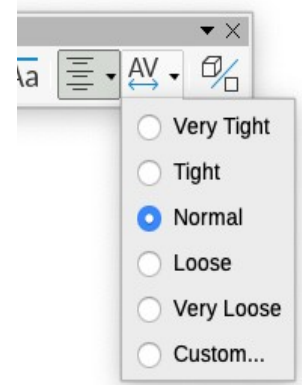 Aa
AV
Very Tight
Tight
Normal
Loose
Very Loose
Custom...